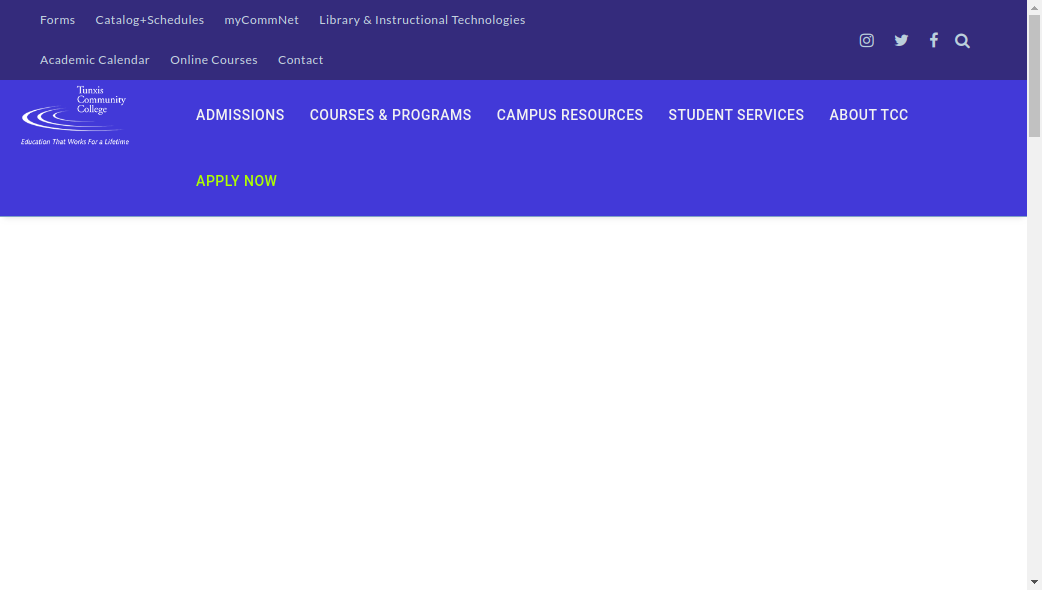 Forms Catalog+Schedules myCommNet Library & Instructional Technologies
Academic Calendar Online Courses Contact
Tunxis
Community
College
Education That Works For a Lifetime
ADMISSIONS COURSES & PROGRAMS CAMPUS RESOURCES STUDENT SERVICES ABOUT TCC
APPLY NOW